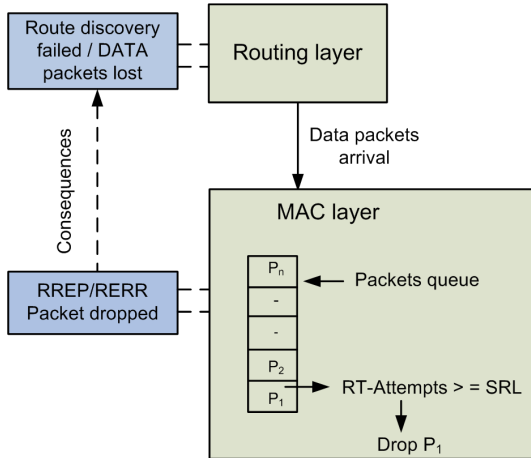 Route discovery
failed / DATA
packets lost
Routing layer
Data packets
arrival
Consequences
MAC layer
RREP/RERR
Packet dropped
Pn
Packets queue
-
-
P2
P1
RT-Attempts > = SRL
Drop P1